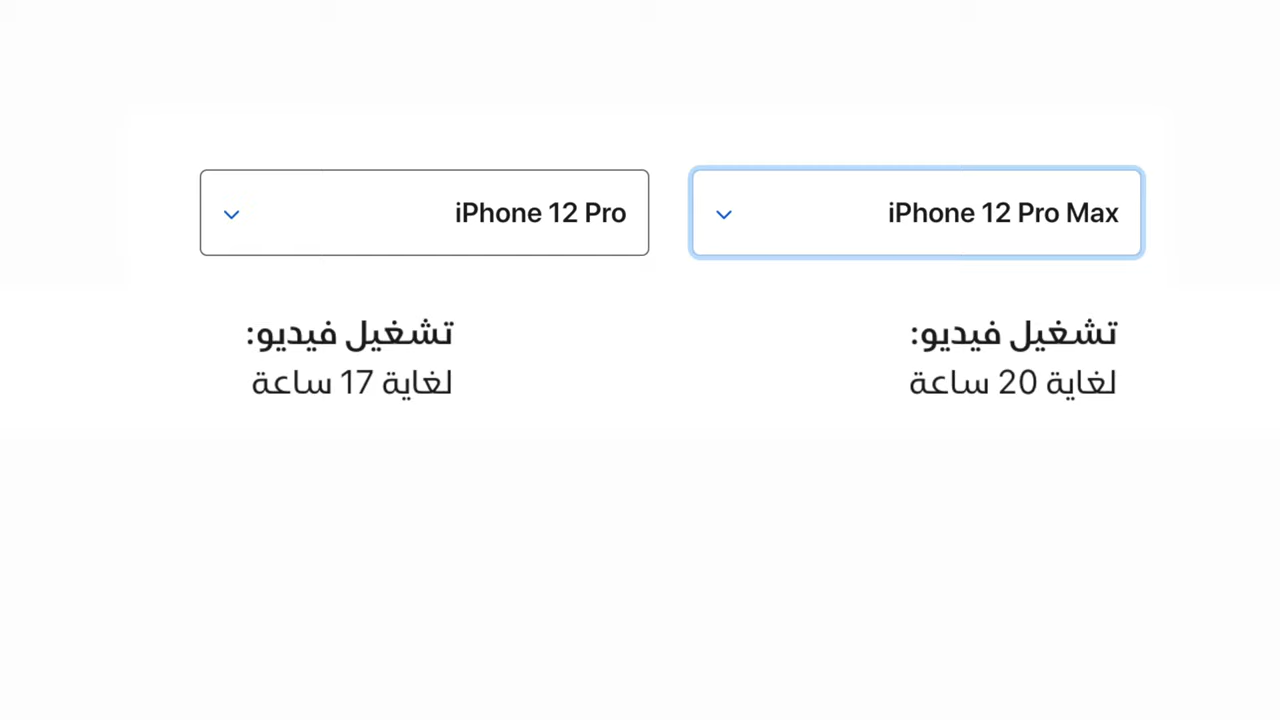 iPhone 12 Pro Max
iPhone 12 Pro
تشغيل فيديو:
لغاية 20 ساعة
تشغيل فيديو:
لغاية 17 ساعة